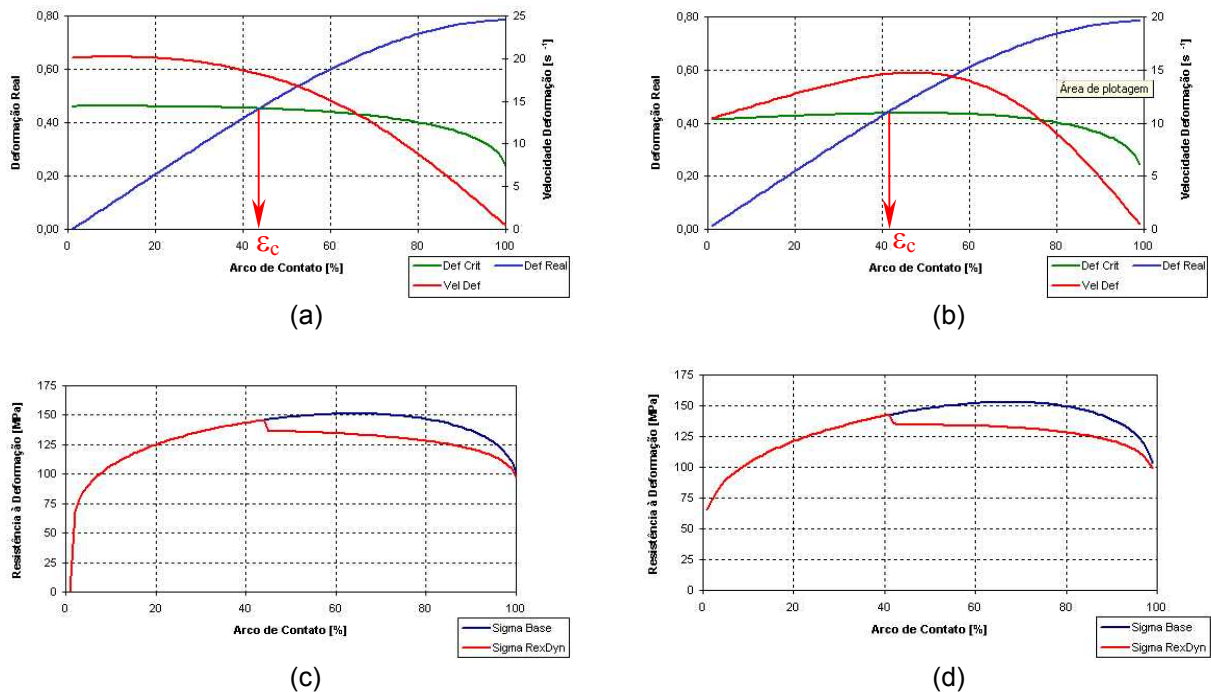 0,80
0,60
0,40
0,20
0,00
Deformação Real
25
20
15
10
5
0
Velocidade Deformação [s⁻¹]
0 20 40 60 80 100
εc
Arco de Contato [%]
Def Crit
Def Real
Vel Def
(a)
0,80
0,60
0,40
0,20
0,00
Deformação Real
20
15
10
5
0
Velocidade Deformação [s⁻¹]
Área de plotagem
0 20 40 60 80 100
εc
Arco de Contato [%]
Def Crit
Def Real
Vel Def
(b)
175
150
125
100
75
50
25
0
Resistência à Deformação [MPa]
0 20 40 60 80 100
Arco de Contato [%]
Sigma Base
Sigma RexDyn
(c)
175
150
125
100
75
50
25
0
Resistência à Deformação [MPa]
0 20 40 60 80 100
Arco de Contato [%]
Sigma Base
Sigma RexDyn
(d)